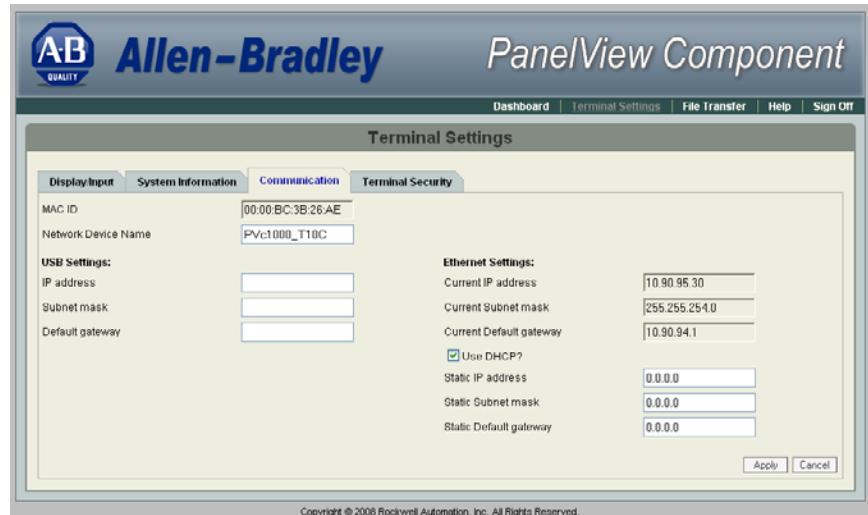 A·B
QUALITY
Allen-Bradley
PanelView Component
Dashboard | Terminal Settings | File Transfer | Help | Sign Off
Terminal Settings
Display/Input System Information Communication Terminal Security
MAC ID 00:00:BC:3B:26:AE
Network Device Name PVc1000_T10C
USB Settings:
IP address
Subnet mask
Default gateway
Ethernet Settings:
Current IP address 10.90.95.30
Current Subnet mask 255.255.254.0
Current Default gateway 10.90.94.1
Use DHCP?
Static IP address 0.0.0.0
Static Subnet mask 0.0.0.0
Static Default gateway 0.0.0.0
Apply Cancel
Copyright © 2008 Rockwell Automation, Inc. All Rights Reserved.